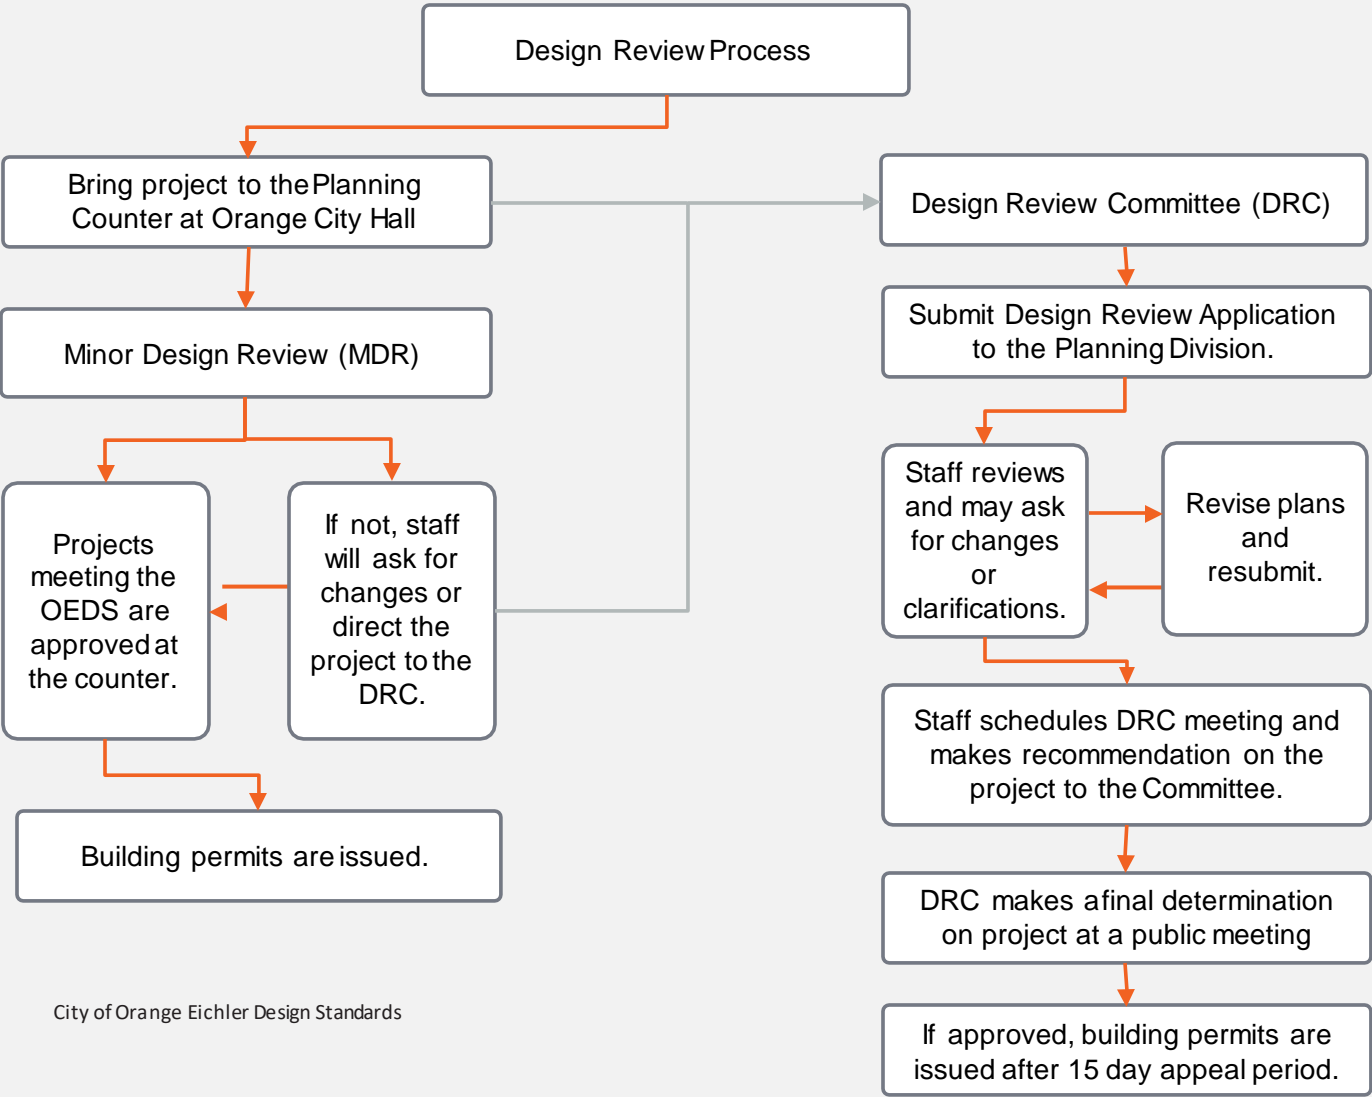 Design Review Process
Bring project to the Planning
Counter at Orange City Hall
Minor Design Review (MDR)
Projects
meeting the
OEDS are
approved at
the counter.
If not, staff
will ask for
changes or
direct the
project to the
DRC.
Building permits are issued.
Design Review Committee (DRC)
Submit Design Review Application
to the Planning Division.
Staff reviews
and may ask
for changes
or
clarifications.
Revise plans
and
resubmit.
Staff schedules DRC meeting and
makes recommendation on the
project to the Committee.
DRC makes afinal determination
on project at a public meeting
If approved, building permits are
issued after 15 day appeal period.
City of Orange Eichler Design Standards